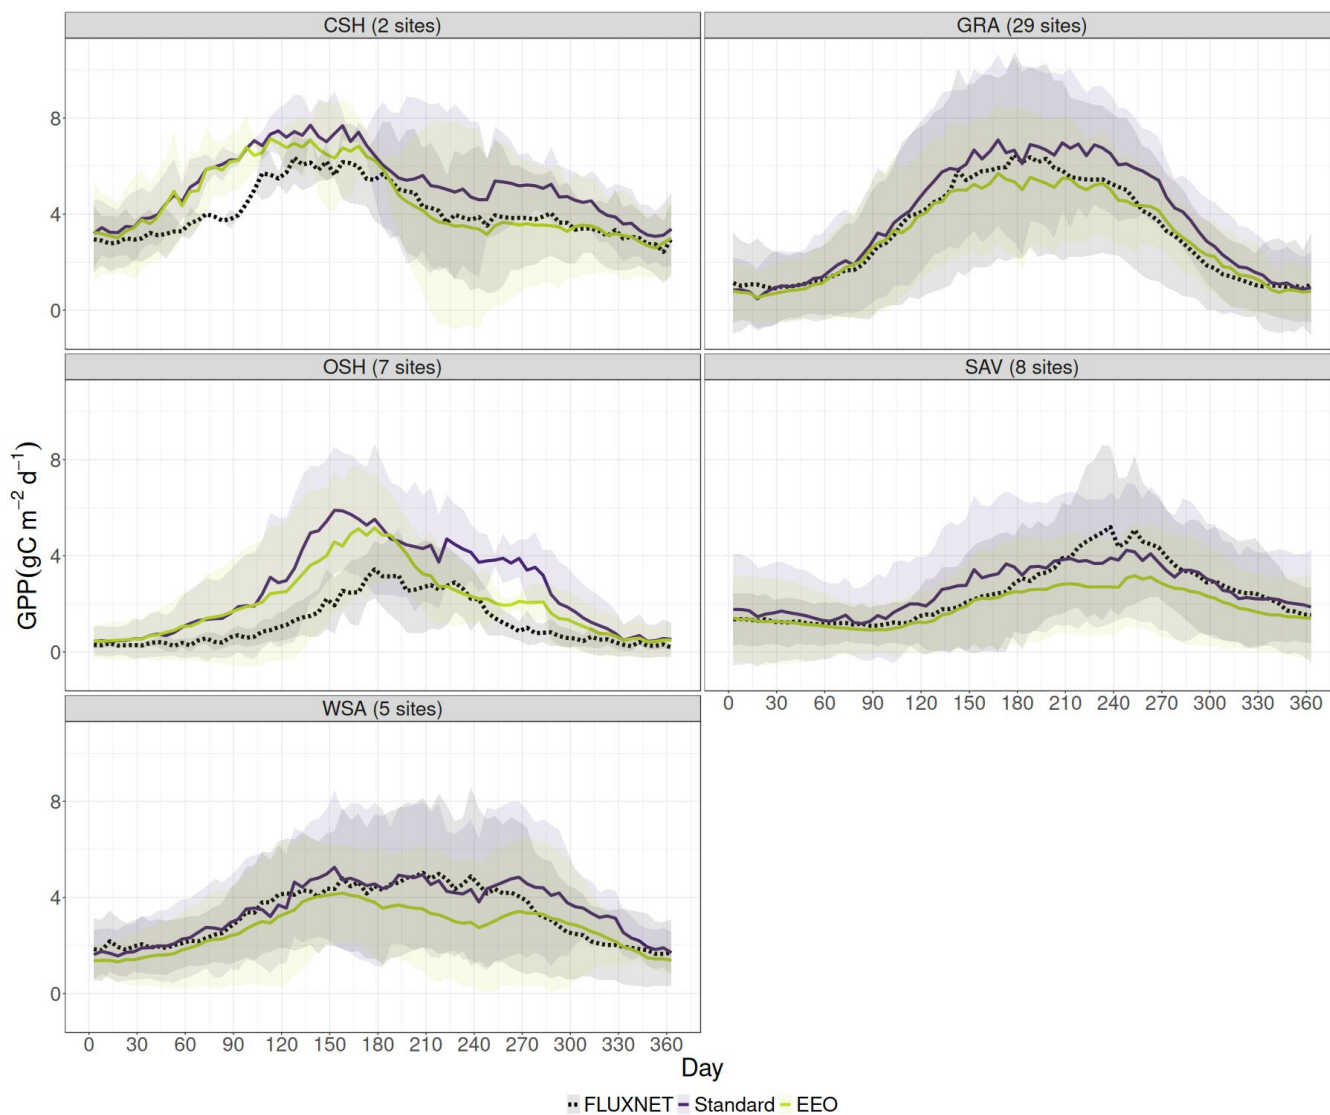 CSH (2 sites)
GRA (29 sites)
8
4
0
OSH (7 sites)
SAV (8 sites)
8
4
0
GPP(gC m⁻² d⁻¹)
0 30 60 90 120 150 180 210 240 270 300 330 360
WSA (5 sites)
8
4
0
0 30 60 90 120 150 180 210 240 270 300 330 360
Day
FLUXNET Standard EEO